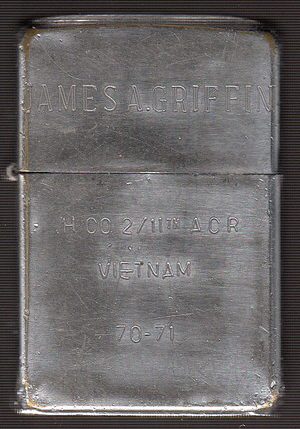 JAMES A. GRIFFIN
H CO 2/11TH ACR
VIETNAM
70-71